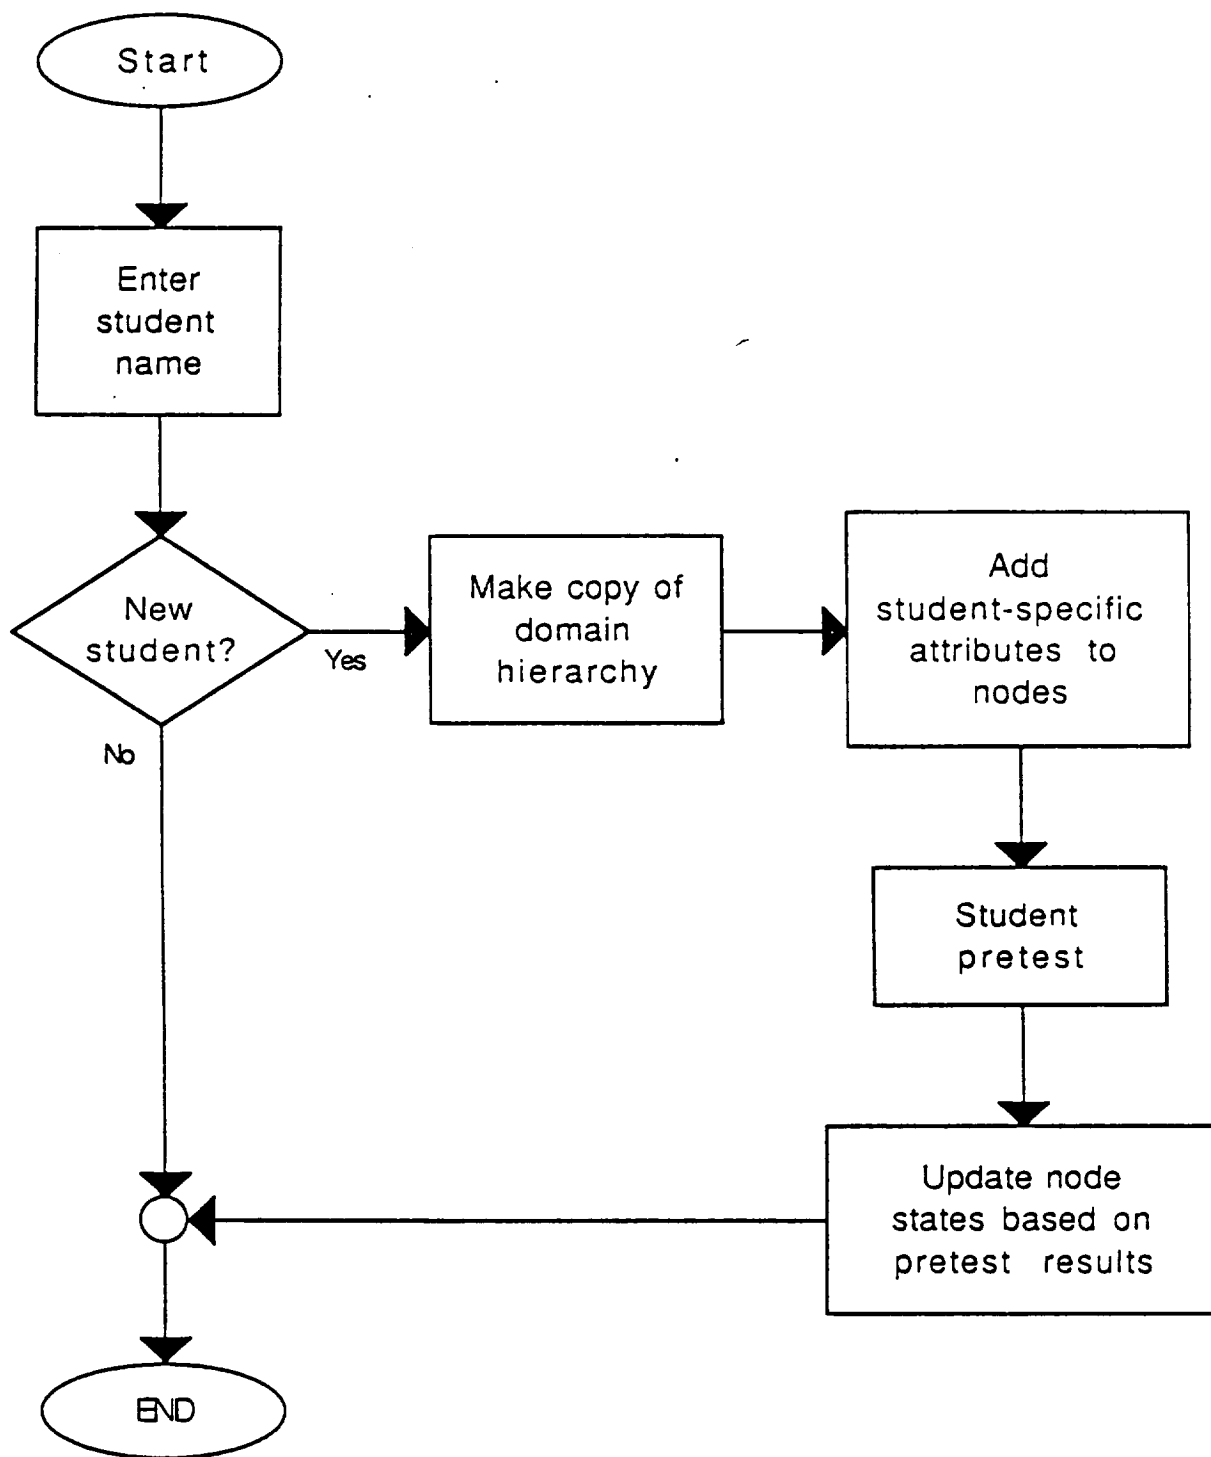 Start
Enter
student
name
New
student?
Yes
No
Make copy of
domain
hierarchy
Add
student-specific
attributes to
nodes
Student
pretest
Update node
states based on
pretest results
END